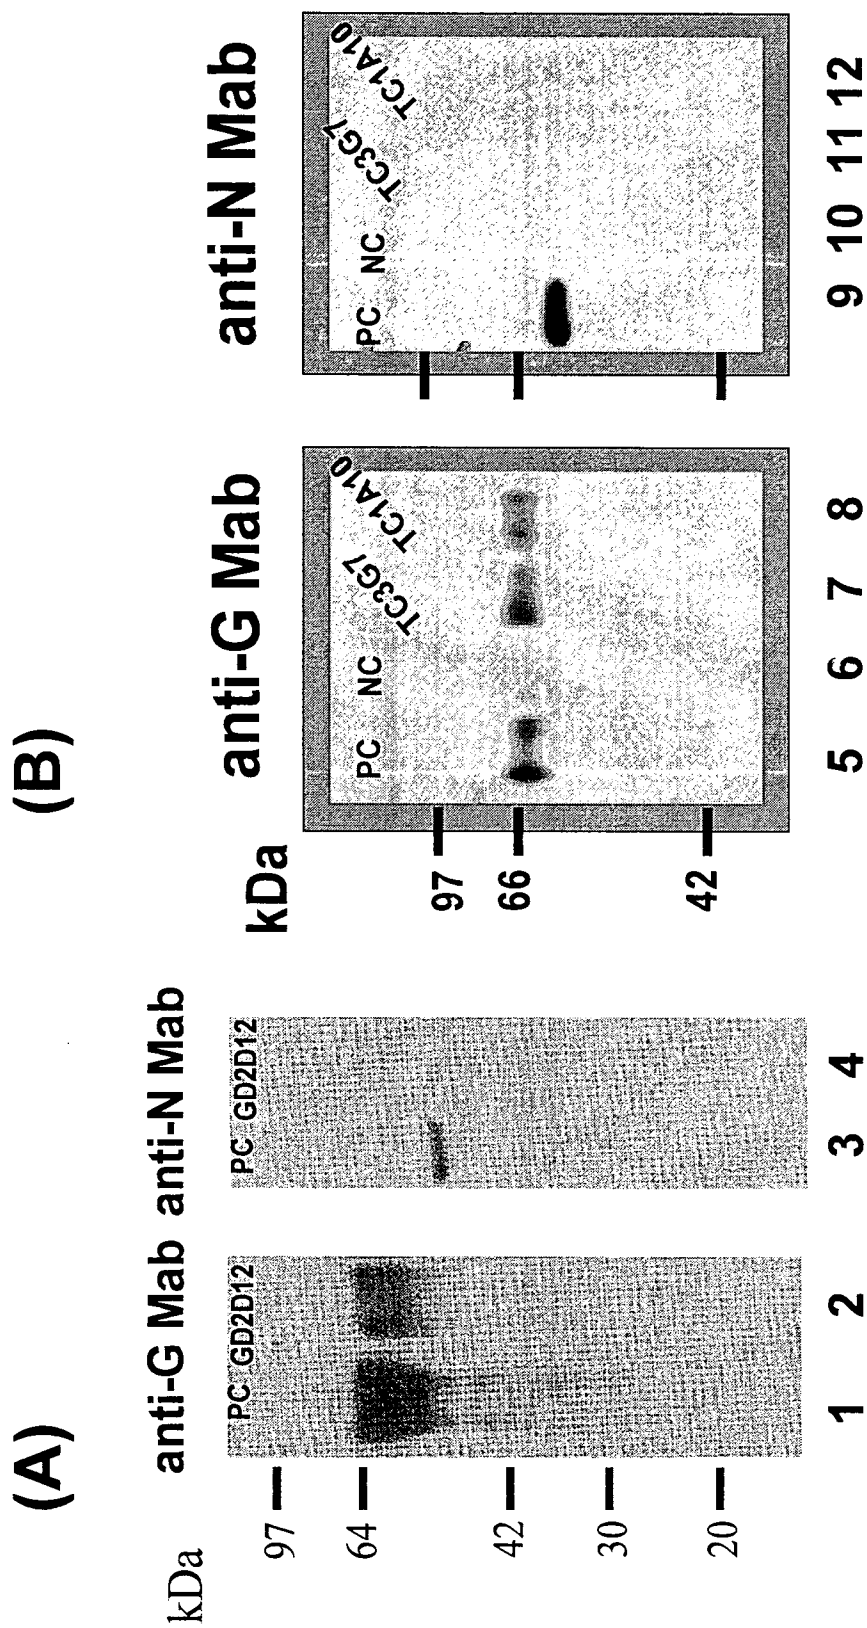 (A)
anti-G Mab anti-N Mab
kDa
PC GD2D12
PC GD2D12
97
64
42
30
20
1 2 3 4
(B)
anti-G Mab
anti-N Mab
kDa
PC NC TC3G7 TC1A10
PC NC TC3G7 TC1A10
97
66
42
5 6 7 8
9 10 11 12